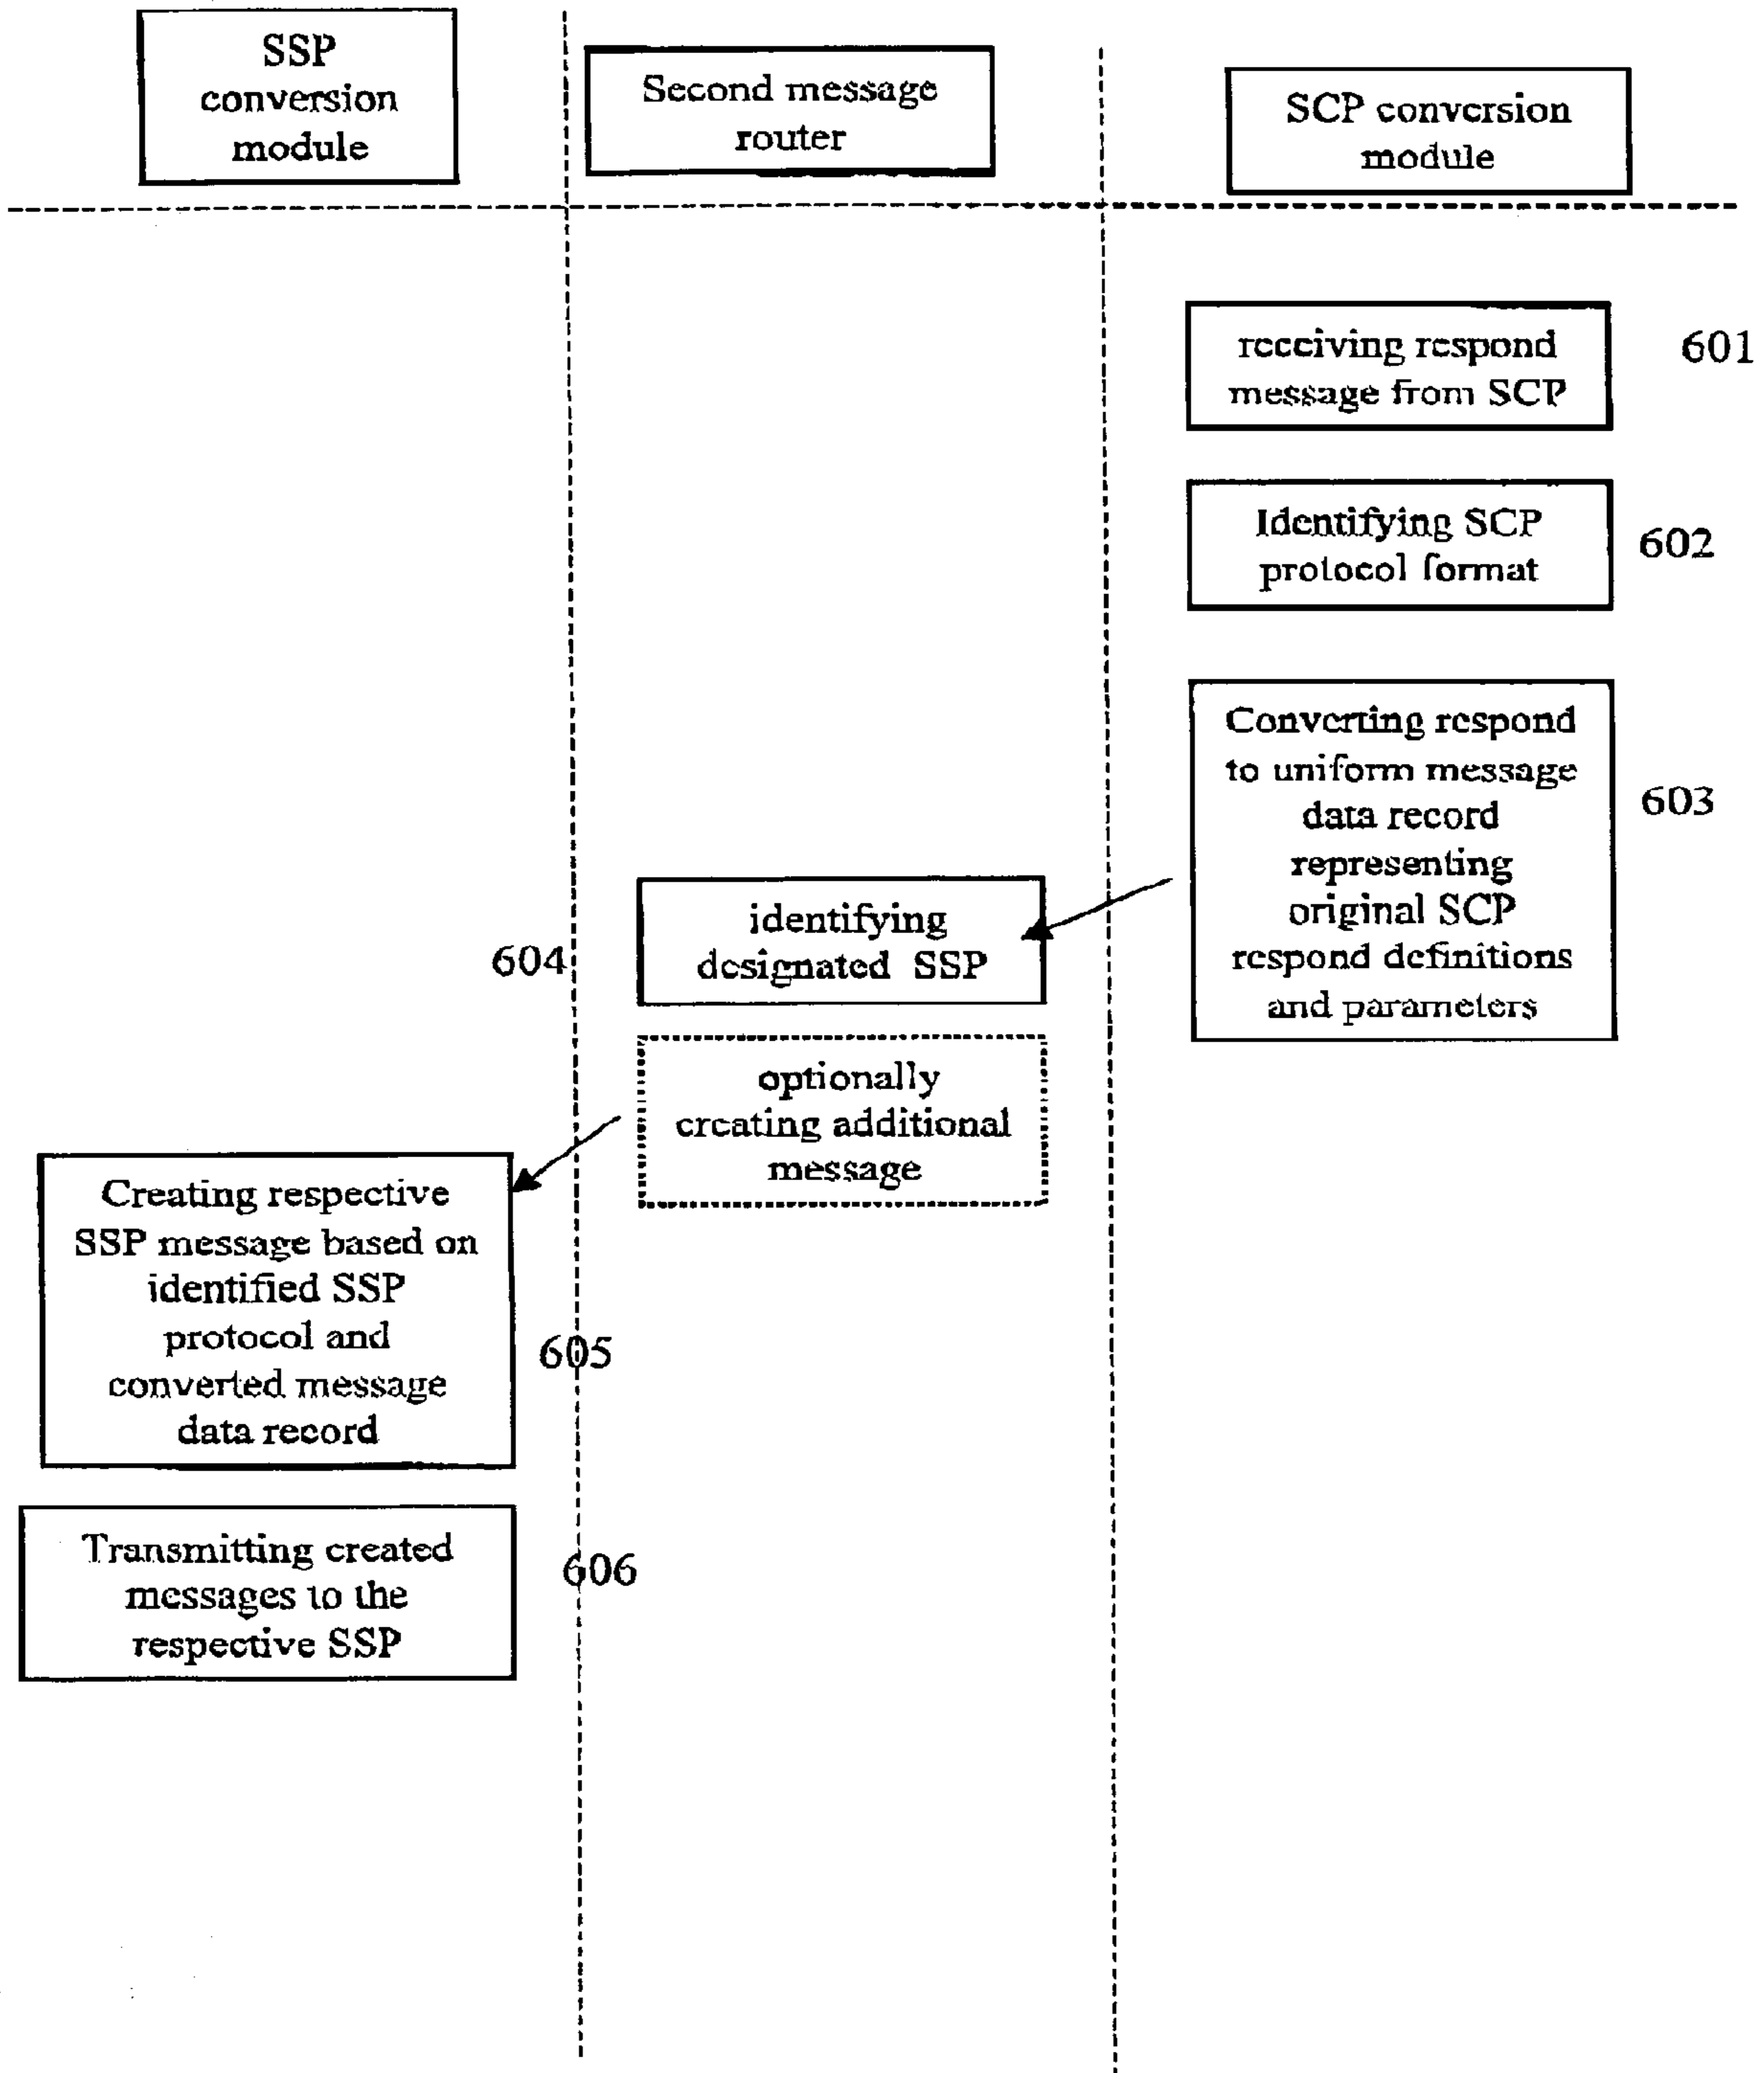 SSP
conversion
module
Second message
router
SCP conversion
module
receiving respond
message from SCP
601
Identifying SCP
protocol format
602
Converting respond
to uniform message
data record
representing
original SCP
respond definitions
and parameters
603
identifying
designated SSP
604
optionally
creating additional
message
Creating respective
SSP message based on
identified SSP
protocol and
converted message
data record
605
Transmitting created
messages to the
respective SSP
606